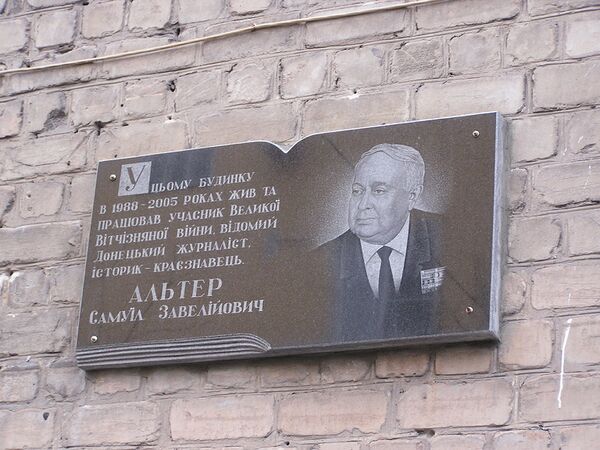 У цьому будинку
в 1988-2005 роках жив та
працював учасник Великої
Вітчізняної війни, відомий
Донецький журналіст,
історик-краєзнавець.
АЛЬТЕР
Самуїл Завелійович